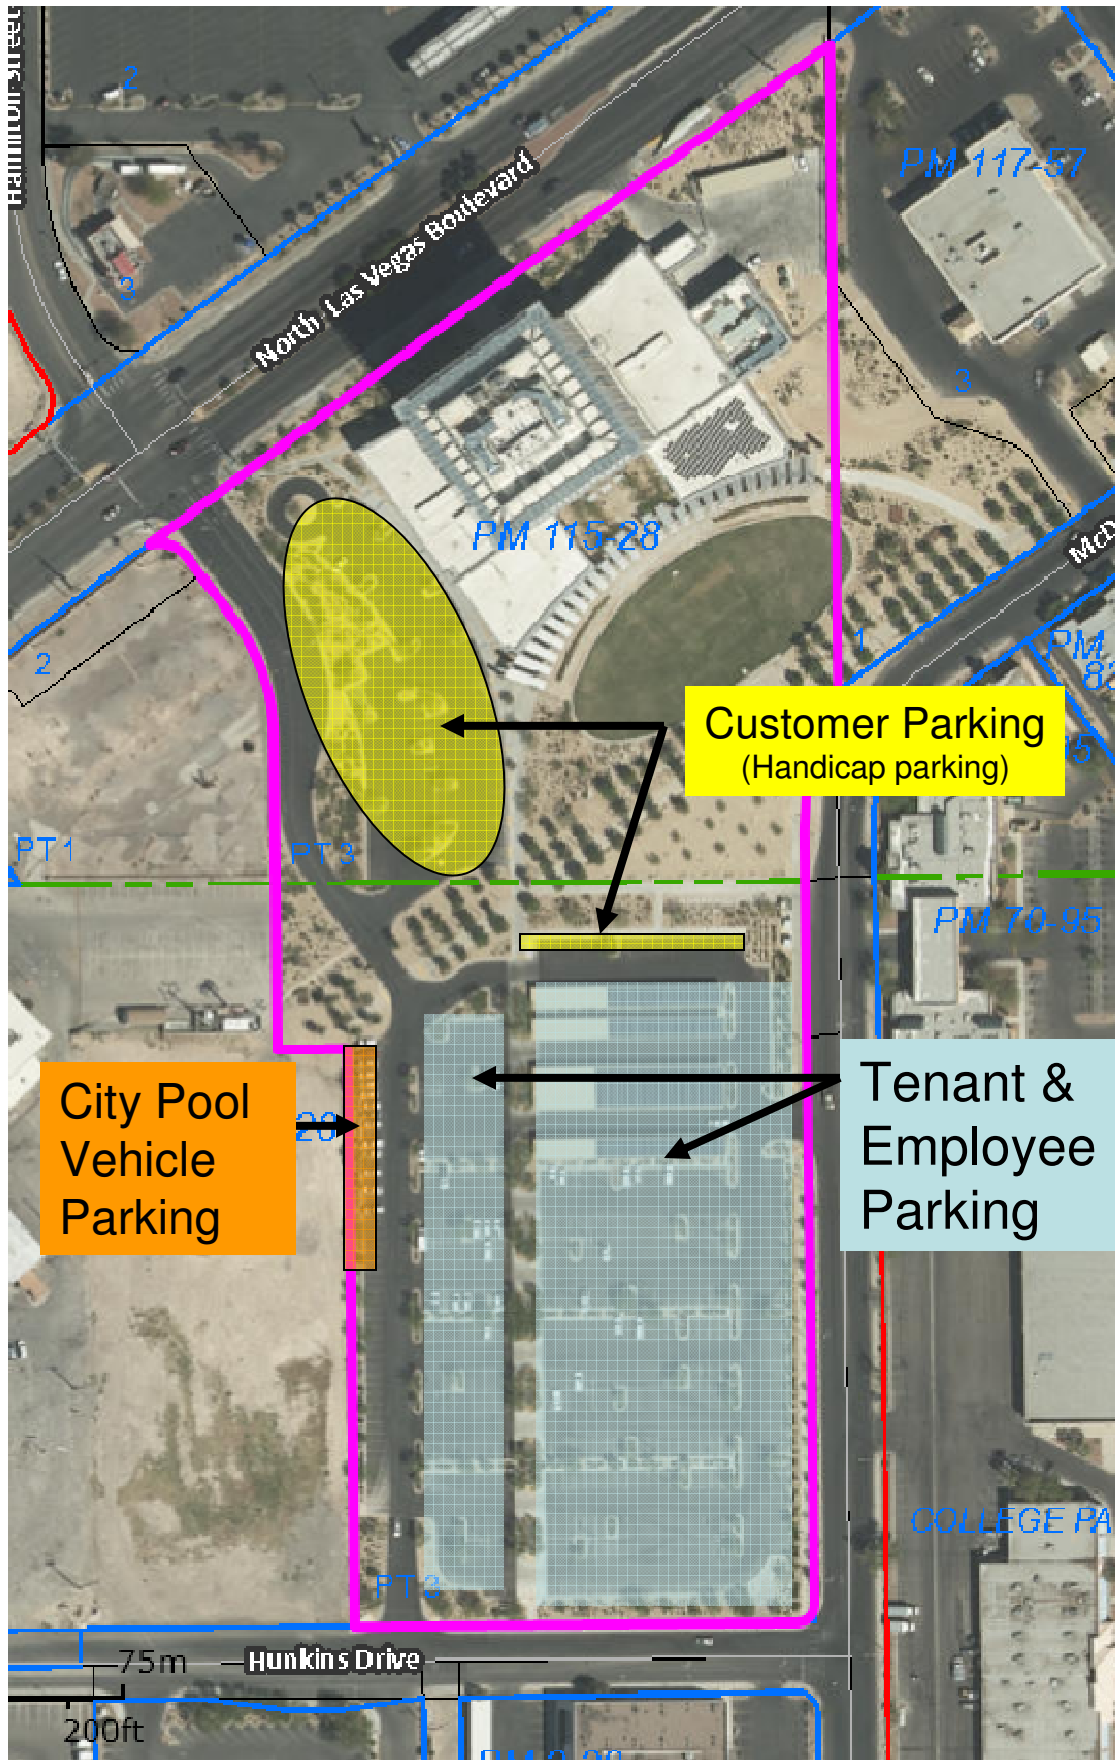 Hamilton Street
2
3
North Las Vegas Boulevard
PM 117-57
3
PM 115-28
2
1
PM
Customer Parking
(Handicap parking)
PT 1
PT 3
PM 70-95
City Pool
Vehicle
Parking
Tenant &
Employee
Parking
COLLEGE PA
PT 2
75m
Hunkins Drive
200ft